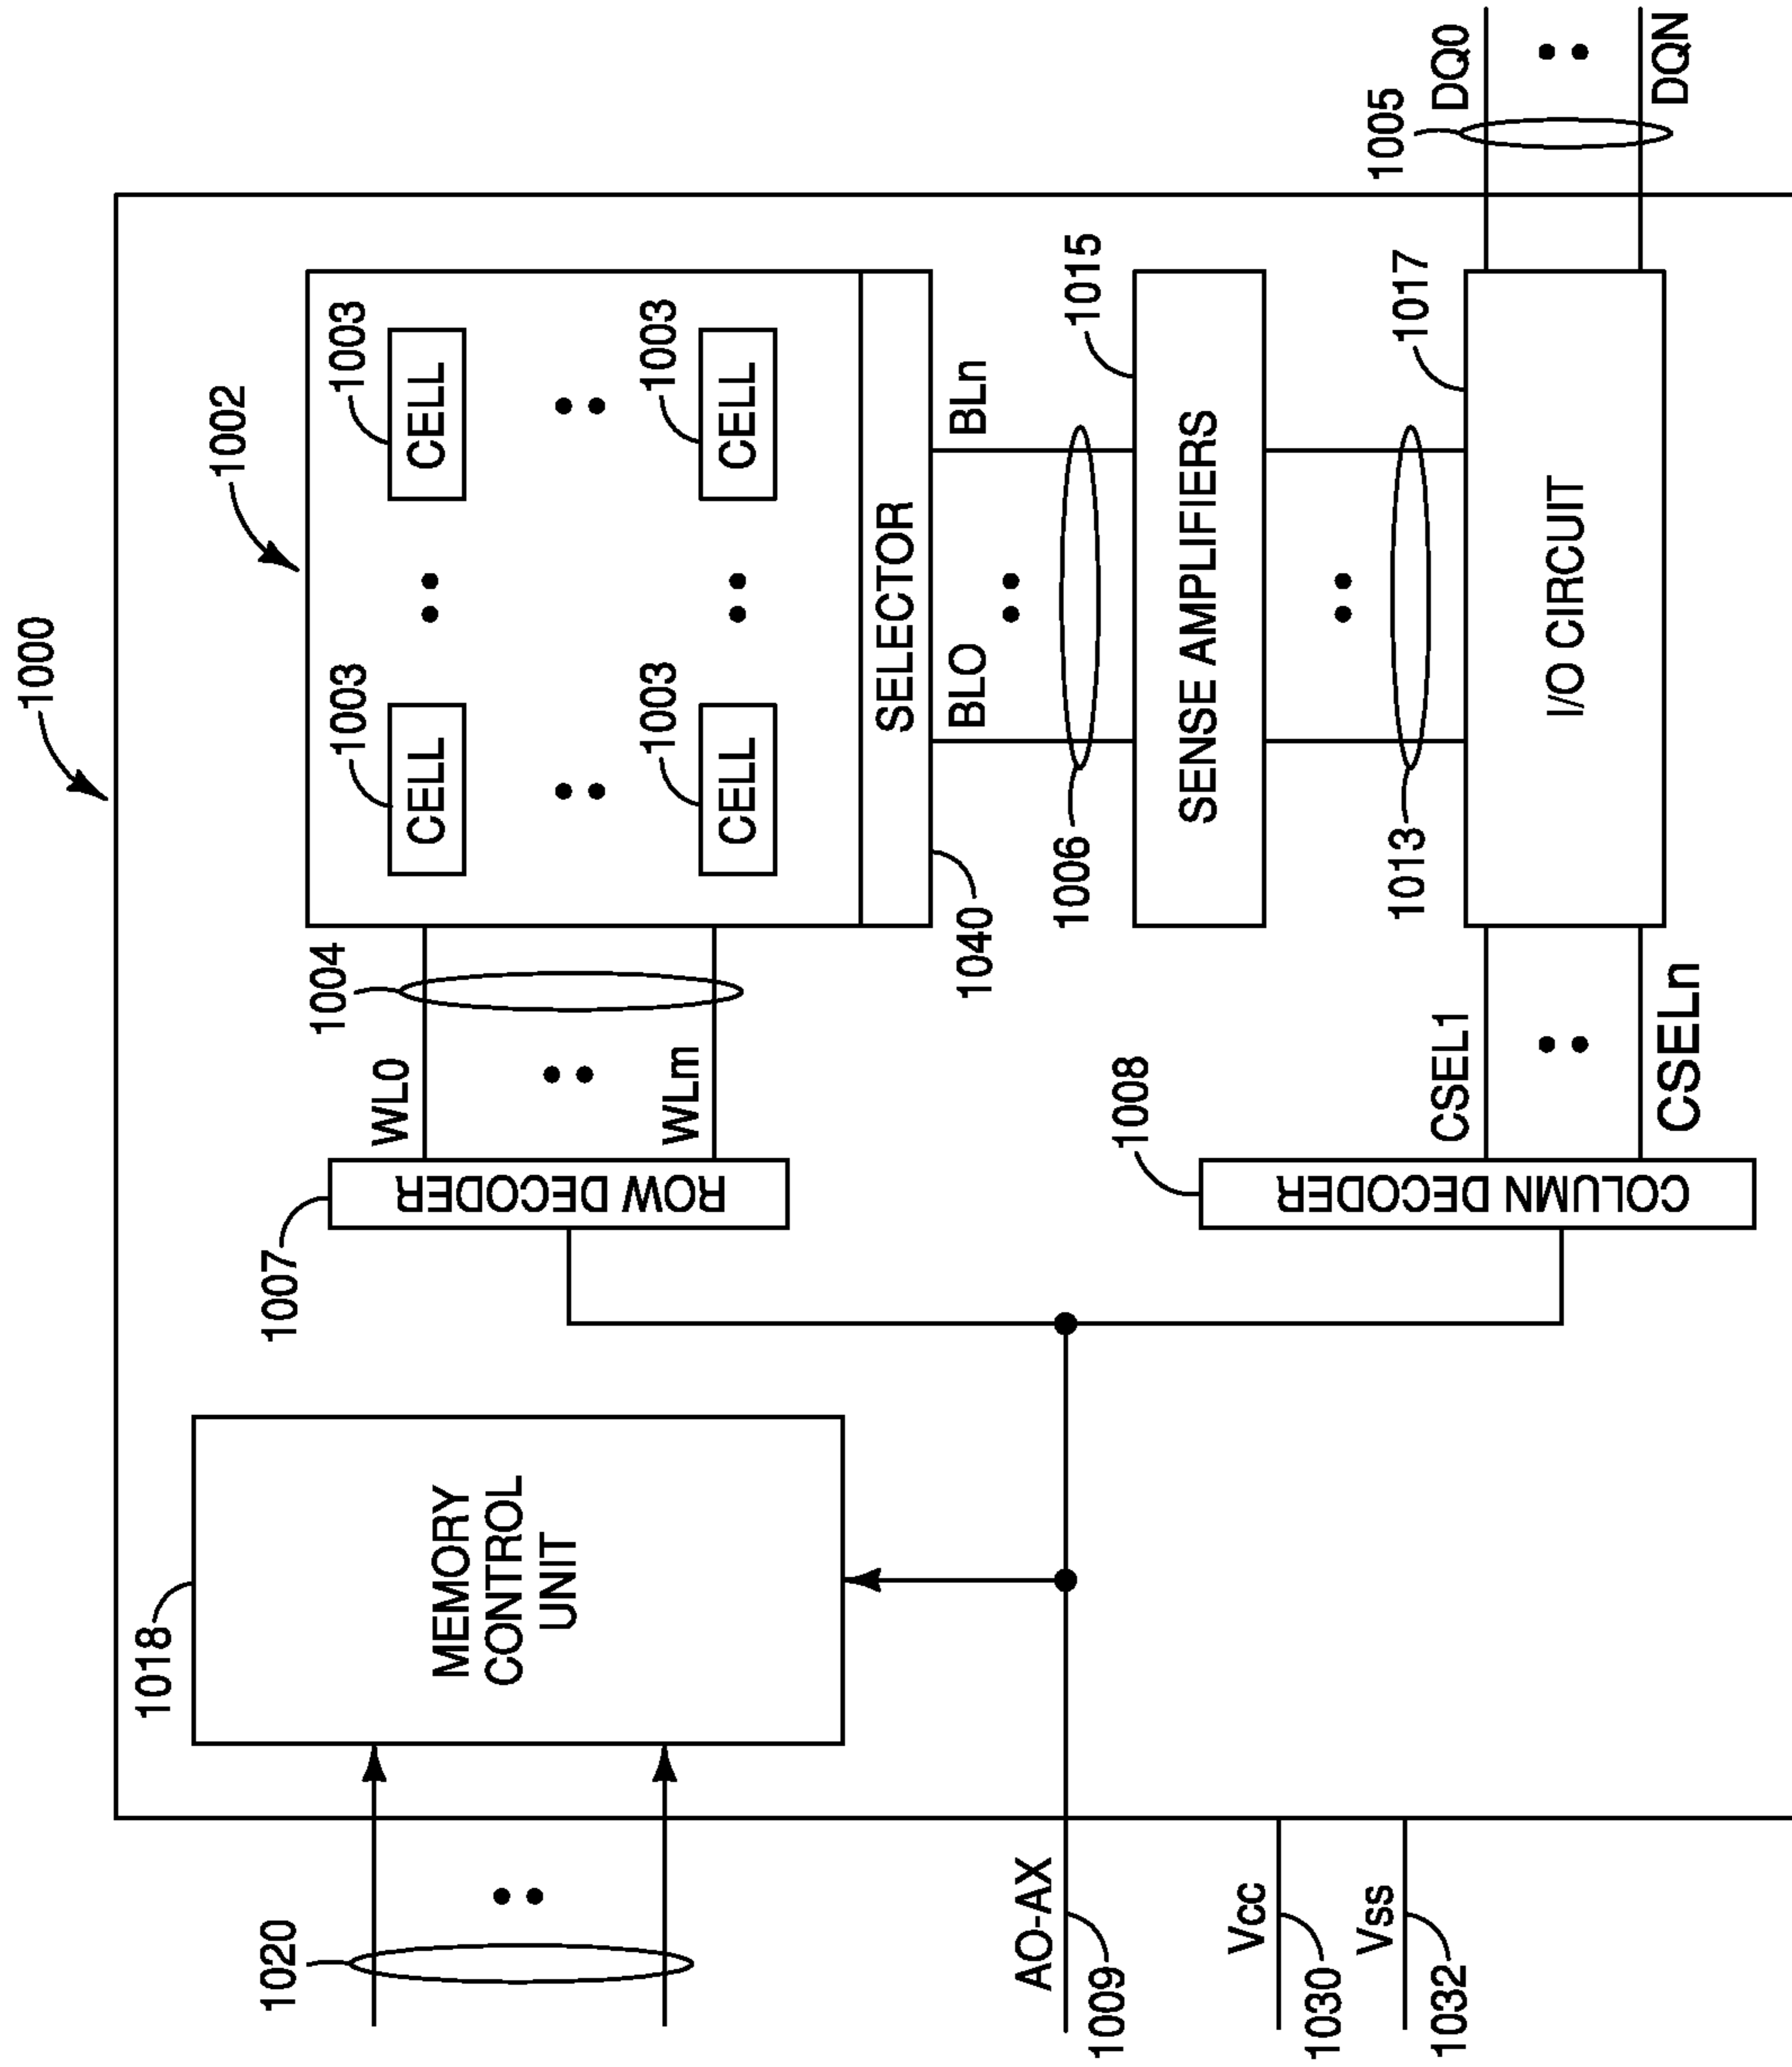 1000
1002
1003
CELL
1003
CELL
1003
CELL
1003
CELL
SELECTOR
1040
1004
WL0
WLm
1007
ROW DECODER
1018
MEMORY
CONTROL
UNIT
1020
BLO
BLn
1006
1015
SENSE AMPLIFIERS
1013
1017
I/O CIRCUIT
1005
DQ0
DQN
1008
COLUMN DECODER
CSEL1
CSELn
AO-AX
1009
Vcc
1030
Vss
1032